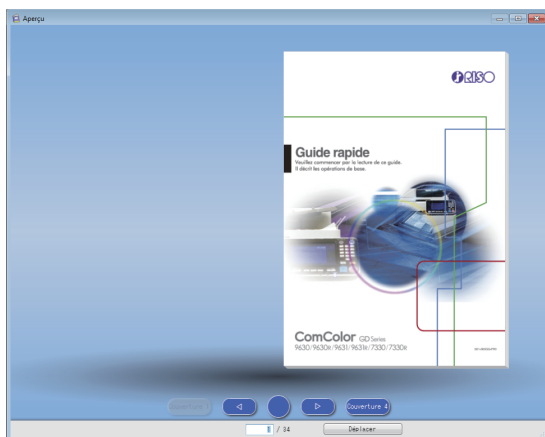 Aperçu
RISO
Guide rapide
Veuillez commencer par la lecture de ce guide.
Il décrit les opérations de base.
ComColor GD Series
9630/9630R/9631/9631R/7330/7330R
Couverture 4
/ 34
Déplacer